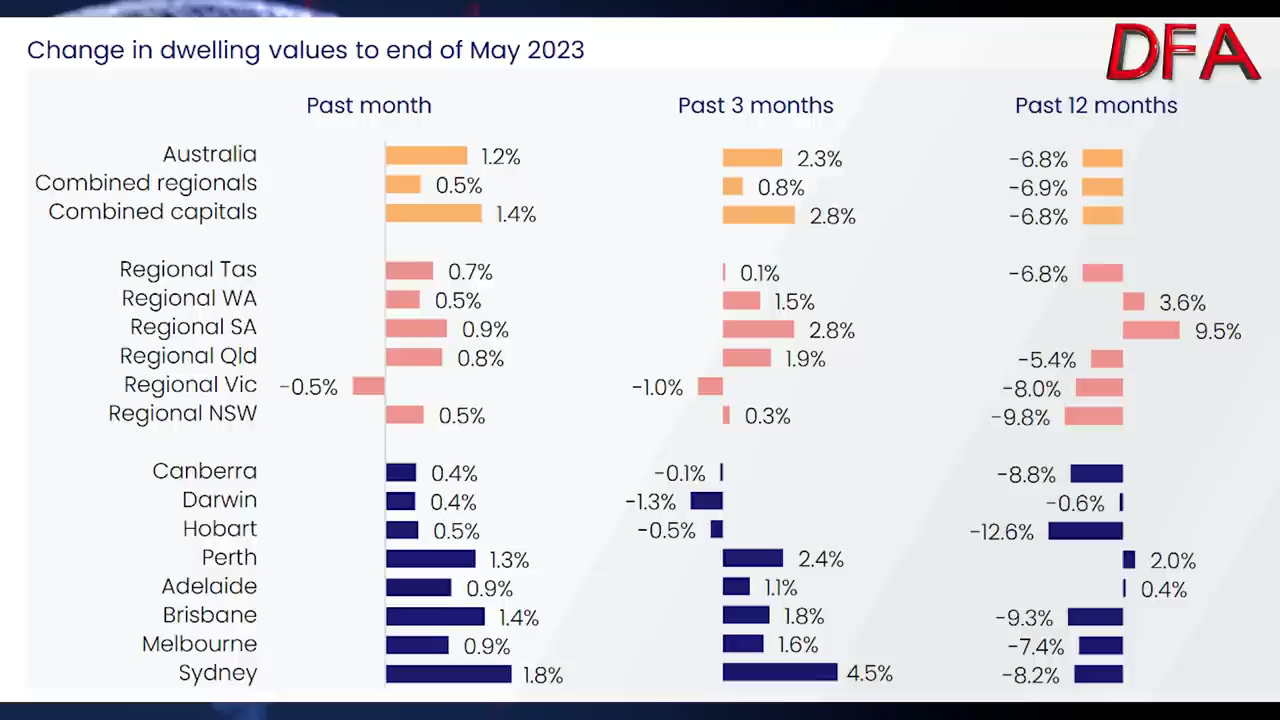 DFA
Change in dwelling values to end of May 2023
Past month Past 3 months Past 12 months
Australia 1.2% 2.3% -6.8%
Combined regionals 0.5% 0.8% -6.9%
Combined capitals 1.4% 2.8% -6.8%
Regional Tas 0.7% 0.1% -6.8%
Regional WA 0.5% 1.5% 3.6%
Regional SA 0.9% 2.8% 9.5%
Regional Qld 0.8% 1.9% -5.4%
Regional Vic -0.5% -1.0% -8.0%
Regional NSW 0.5% 0.3% -9.8%
Canberra 0.4% -0.1% -8.8%
Darwin 0.4% -1.3% -0.6%
Hobart 0.5% -0.5% -12.6%
Perth 1.3% 2.4% 2.0%
Adelaide 0.9% 1.1% 0.4%
Brisbane 1.4% 1.8% -9.3%
Melbourne 0.9% 1.6% -7.4%
Sydney 1.8% 4.5% -8.2%